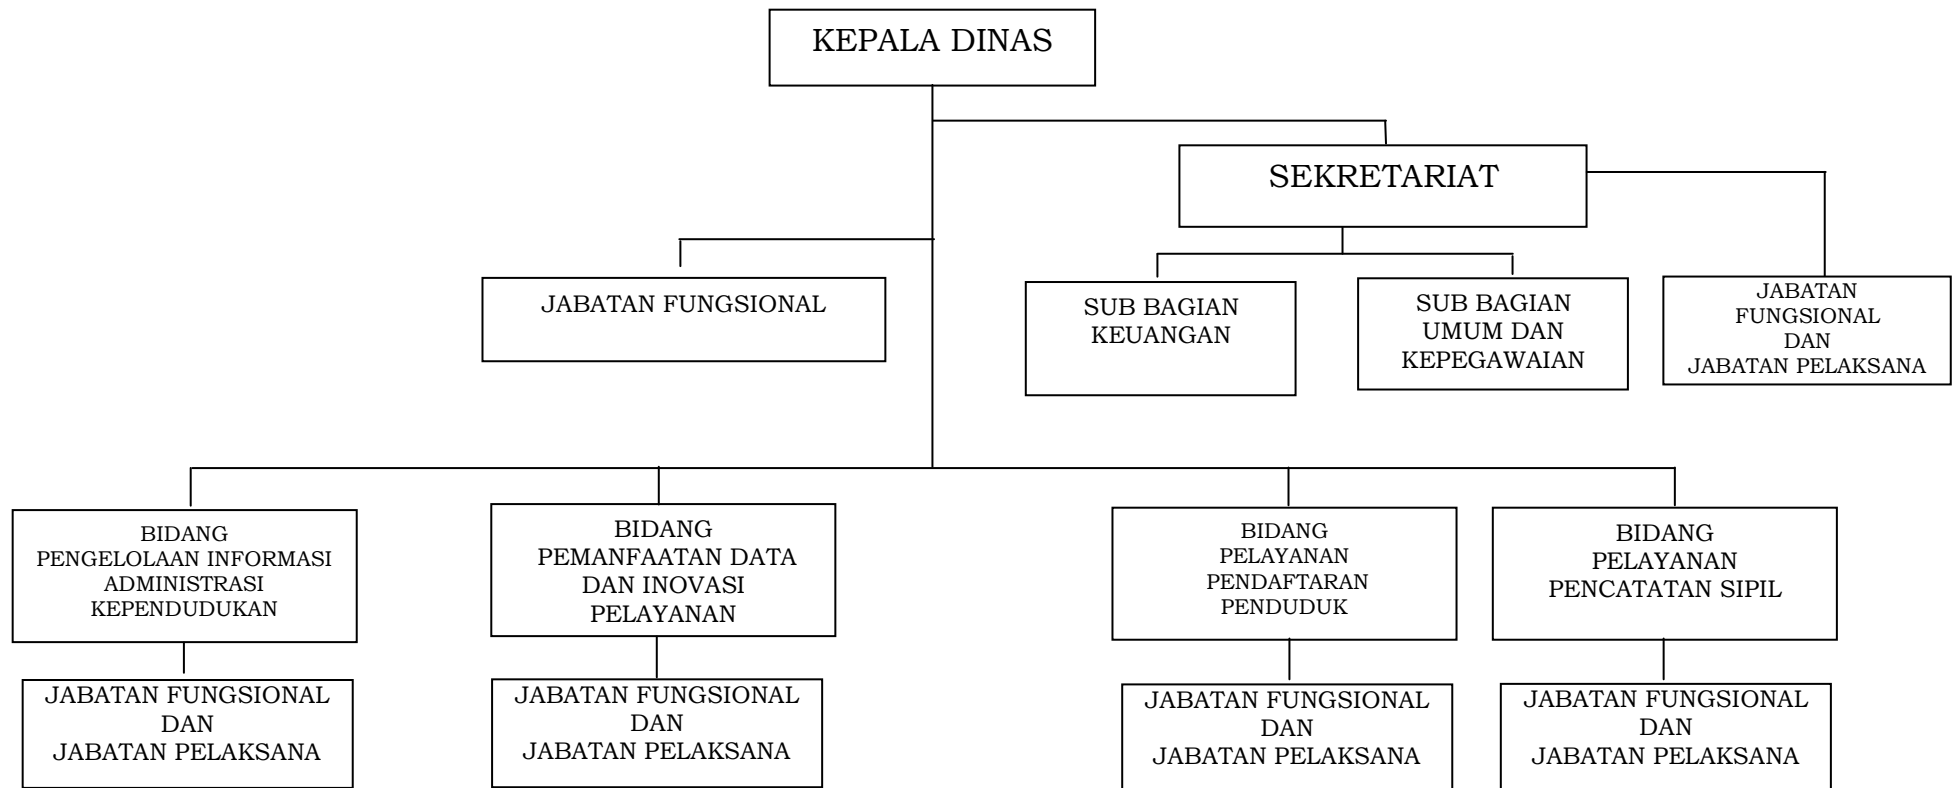 KEPALA DINAS
SEKRETARIAT
JABATAN FUNGSIONAL
SUB BAGIAN
KEUANGAN
SUB BAGIAN
UMUM DAN
KEPEGAWAIAN
JABATAN
FUNGSIONAL
DAN
JABATAN PELAKSANA
BIDANG
PENGELOLAAN INFORMASI
ADMINISTRASI
KEPENDUDUKAN
BIDANG
PEMANFAATAN DATA
DAN INOVASI
PELAYANAN
BIDANG
PELAYANAN
PENDAFTARAN
PENDUDUK
BIDANG
PELAYANAN
PENCATATAN SIPIL
JABATAN FUNGSIONAL
DAN
JABATAN PELAKSANA
JABATAN FUNGSIONAL
DAN
JABATAN PELAKSANA
JABATAN FUNGSIONAL
DAN
JABATAN PELAKSANA
JABATAN FUNGSIONAL
DAN
JABATAN PELAKSANA